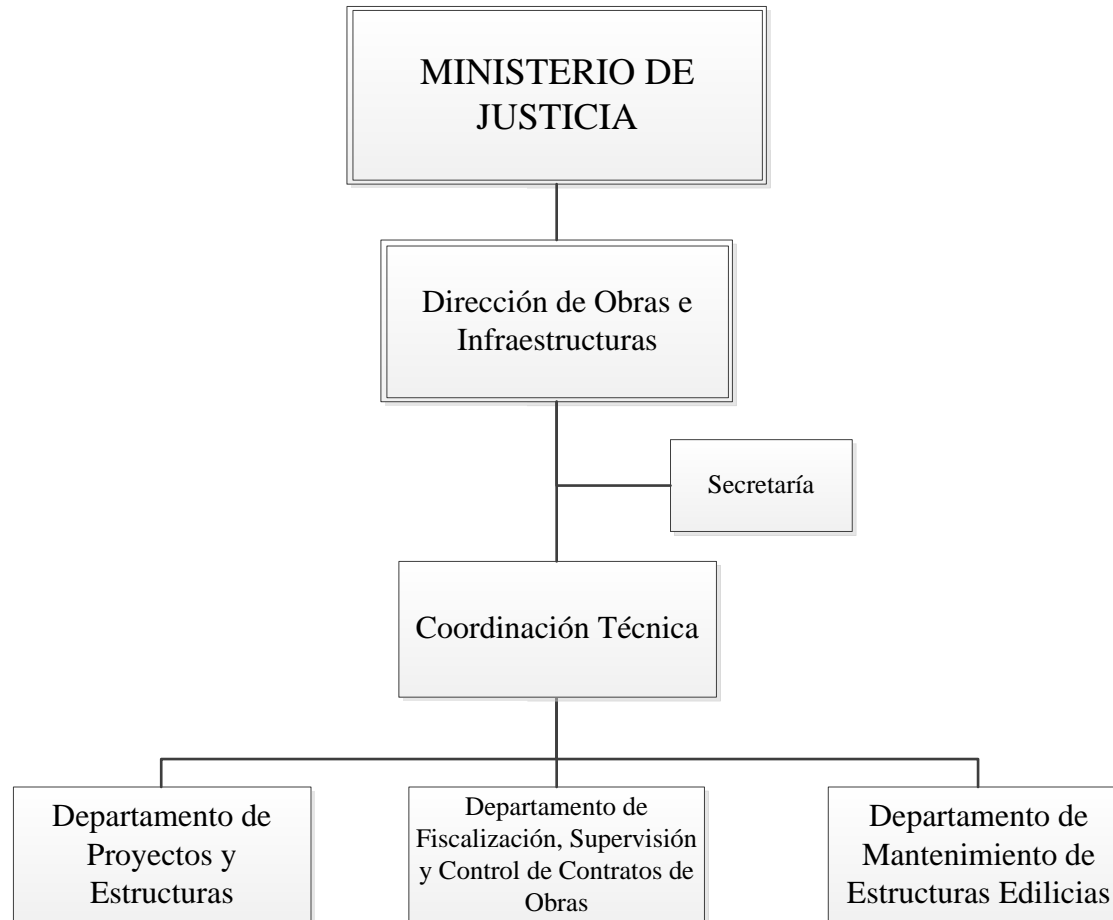 MINISTERIO DE
JUSTICIA
Dirección de Obras e
Infraestructuras
Secretaría
Coordinación Técnica
Departamento de
Proyectos y
Estructuras
Departamento de
Fiscalización, Supervisión
y Control de Contratos de
Obras
Departamento de
Mantenimiento de
Estructuras Edilicias